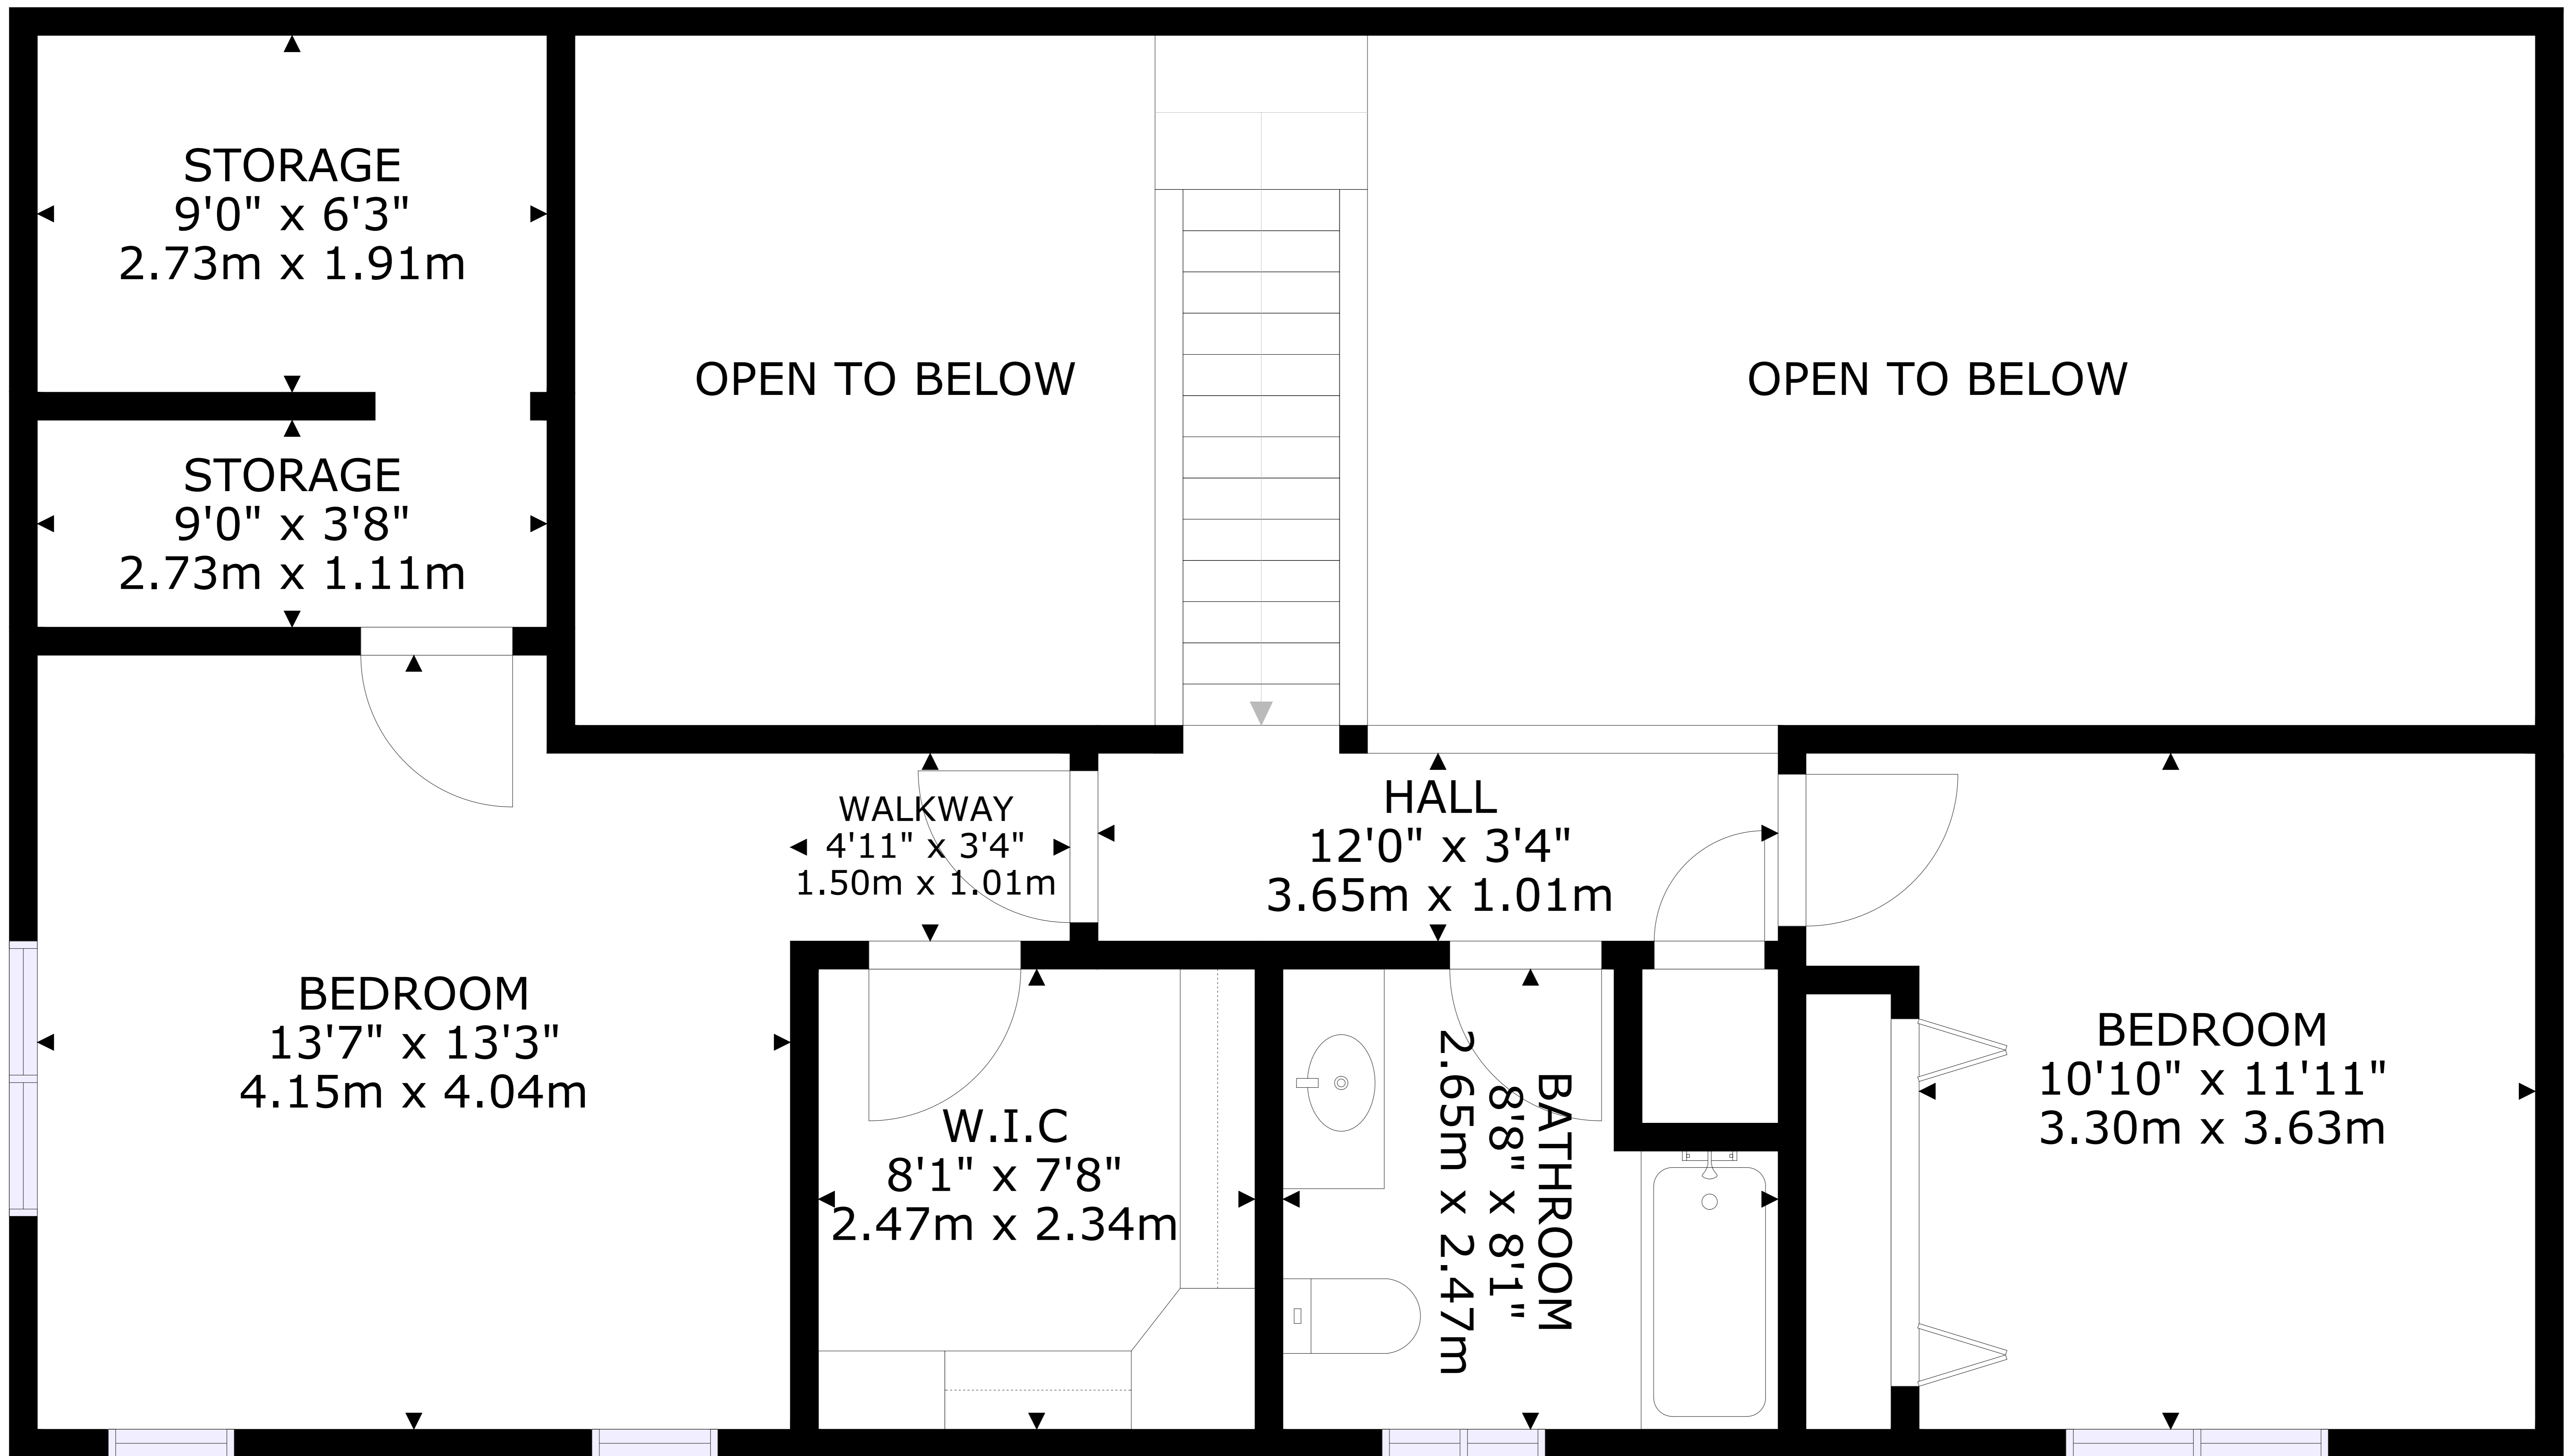 STORAGE
9'0" x 6'3"
2.73m x 1.91m
OPEN TO BELOW
OPEN TO BELOW
STORAGE
9'0" x 3'8"
2.73m x 1.11m
WALKWAY
4'11" x 3'4"
1.50m x 1.01m
HALL
12'0" x 3'4"
3.65m x 1.01m
BEDROOM
13'7" x 13'3"
4.15m x 4.04m
W.I.C
8'1" x 7'8"
2.47m x 2.34m
BATHROOM
8'8" x 8'1"
2.65m x 2.47m
BEDROOM
10'10" x 11'11"
3.30m x 3.63m